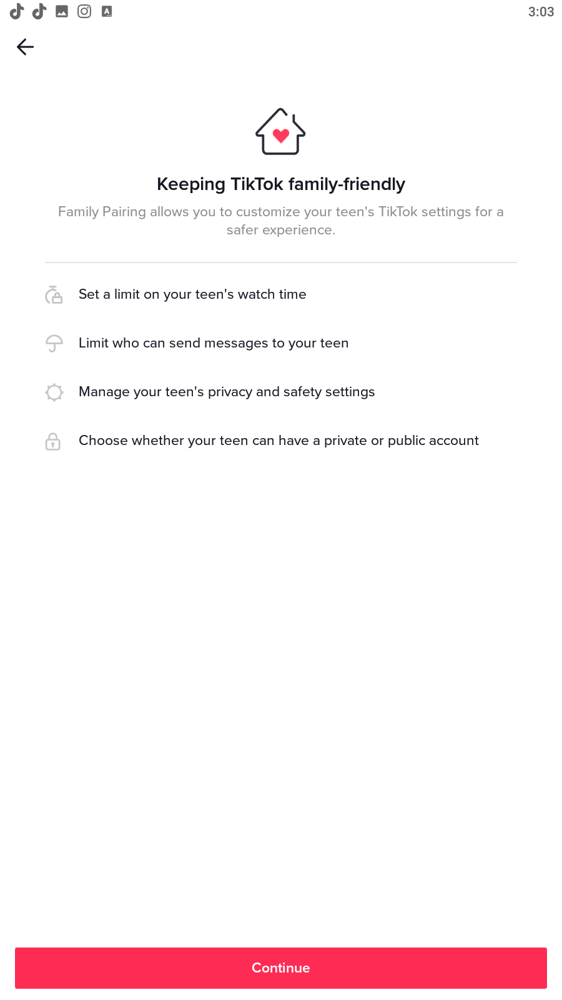 3:03
Keeping TikTok family-friendly
Family Pairing allows you to customize your teen's TikTok settings for a
safer experience.
Set a limit on your teen's watch time
Limit who can send messages to your teen
Manage your teen's privacy and safety settings
Choose whether your teen can have a private or public account
Continue